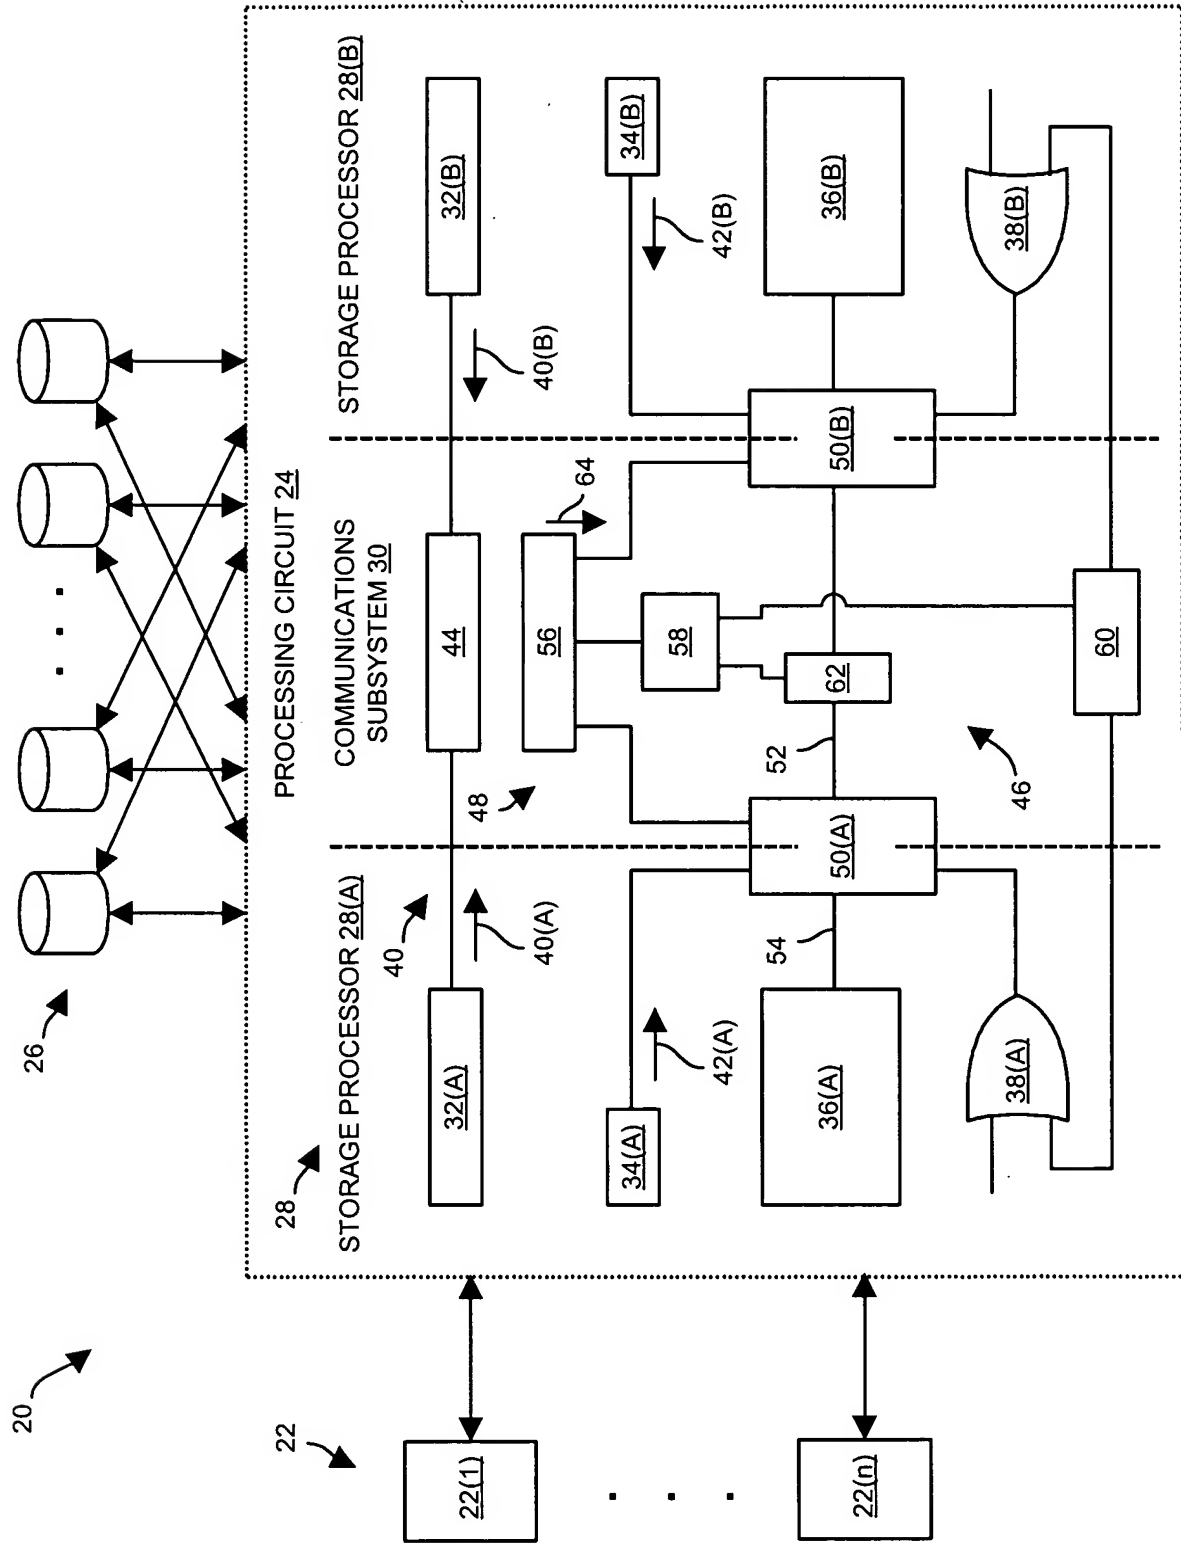 20
26
22
22(1)
22(n)
PROCESSING CIRCUIT 24
28
STORAGE PROCESSOR 28(A)
COMMUNICATIONS
SUBSYSTEM 30
STORAGE PROCESSOR 28(B)
40
32(A)
44
32(B)
40(A)
40(B)
48
56
64
34(A)
34(B)
42(A)
58
42(B)
54
52
62
36(A)
50(A)
50(B)
36(B)
46
38(A)
38(B)
60